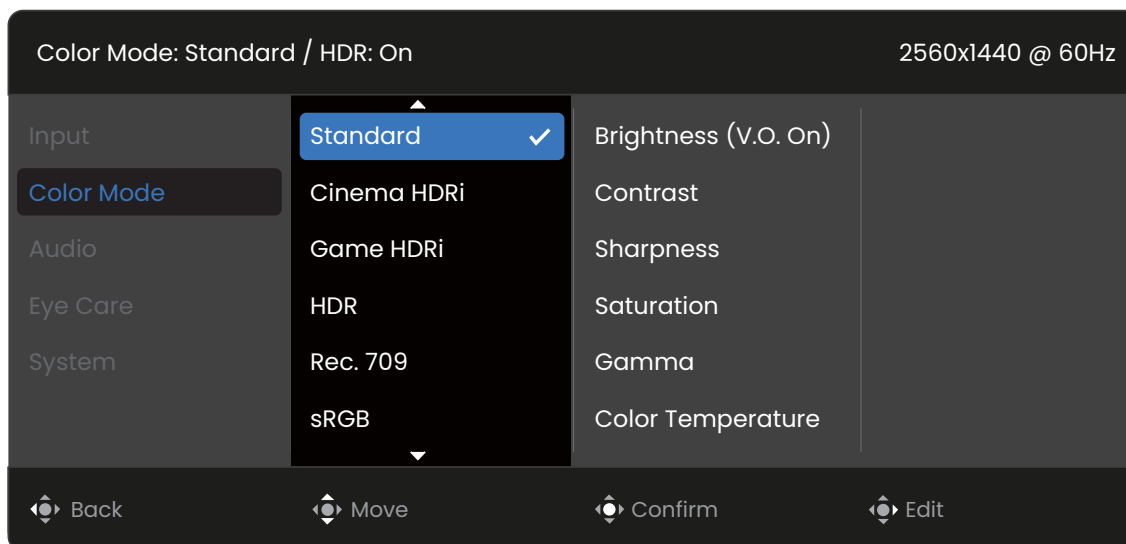 Color Mode: Standard / HDR: On
2560x1440 @ 60Hz
Input
Color Mode
Audio
Eye Care
System
Standard
Cinema HDRi
Game HDRi
HDR
Rec. 709
sRGB
Brightness (V.O. On)
Contrast
Sharpness
Saturation
Gamma
Color Temperature
Back
Move
Confirm
Edit